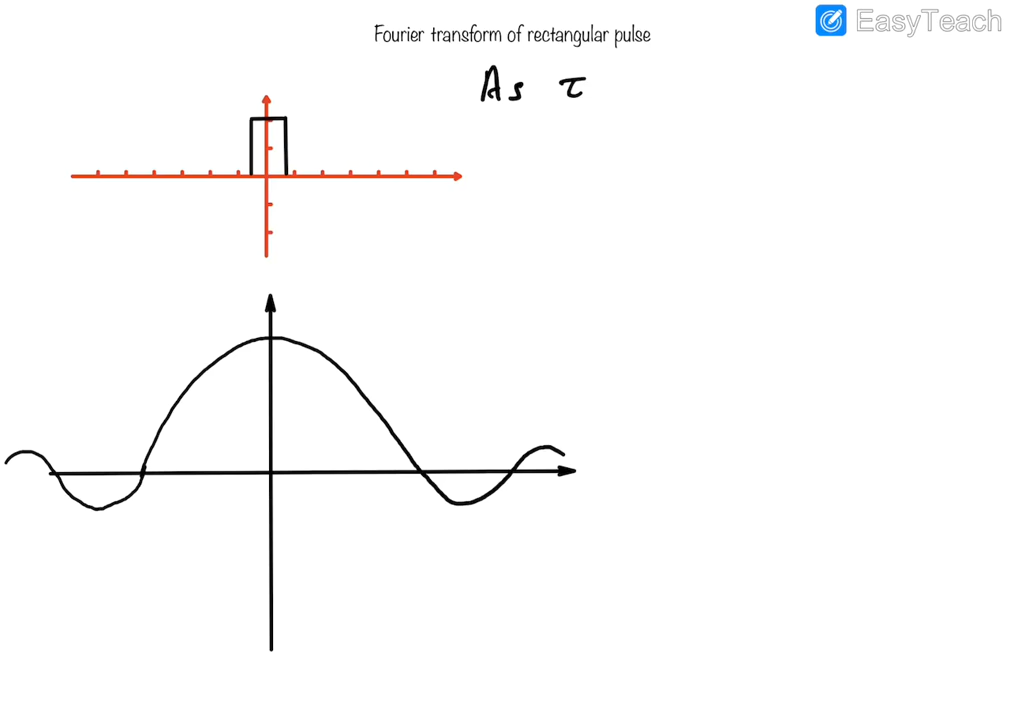 EasyTeach
Fourier transform of rectangular pulse
As τ